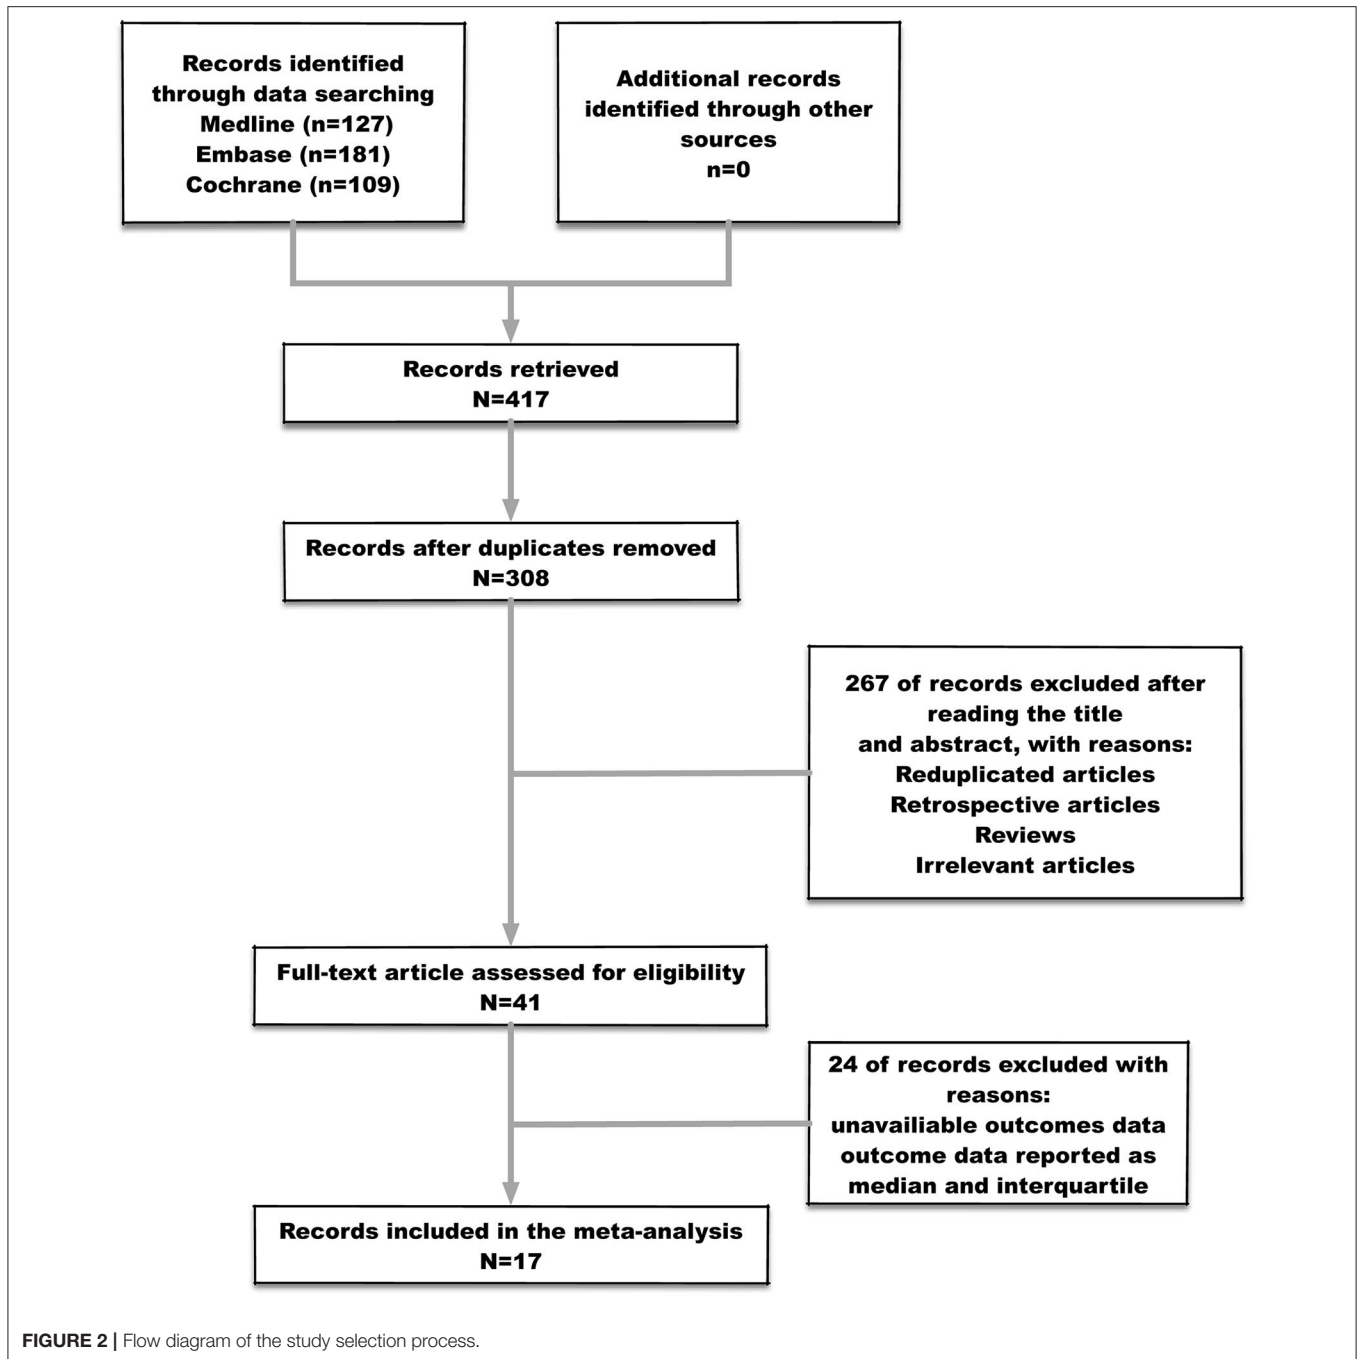 Records identified
through data searching
Medline (n=127)
Embase (n=181)
Cochrane (n=109)
Additional records
identified through other
sources
n=0
Records retrieved
N=417
Records after duplicates removed
N=308
267 of records excluded after
reading the title
and abstract, with reasons:
Reduplicated articles
Retrospective articles
Reviews
Irrelevant articles
Full-text article assessed for eligibility
N=41
24 of records excluded with
reasons:
unavailiable outcomes data
outcome data reported as
median and interquartile
Records included in the meta-analysis
N=17
FIGURE 2 | Flow diagram of the study selection process.